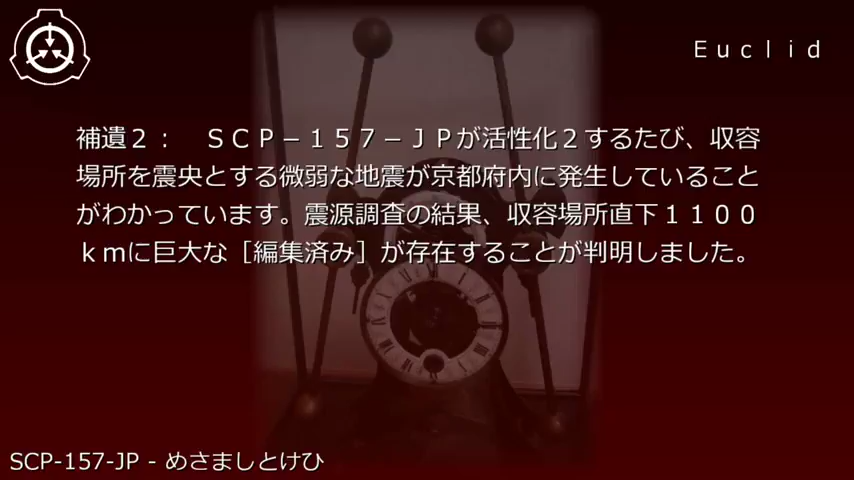 Ｅｕｃｌｉｄ
補遺２：　ＳＣＰ－１５７－ＪＰが活性化２するたび、収容
場所を震央とする微弱な地震が京都府内に発生していること
がわかっています。震源調査の結果、収容場所直下１１００
ｋｍに巨大な［編集済み］が存在することが判明しました。
SCP-157-JP - めさましとけひ